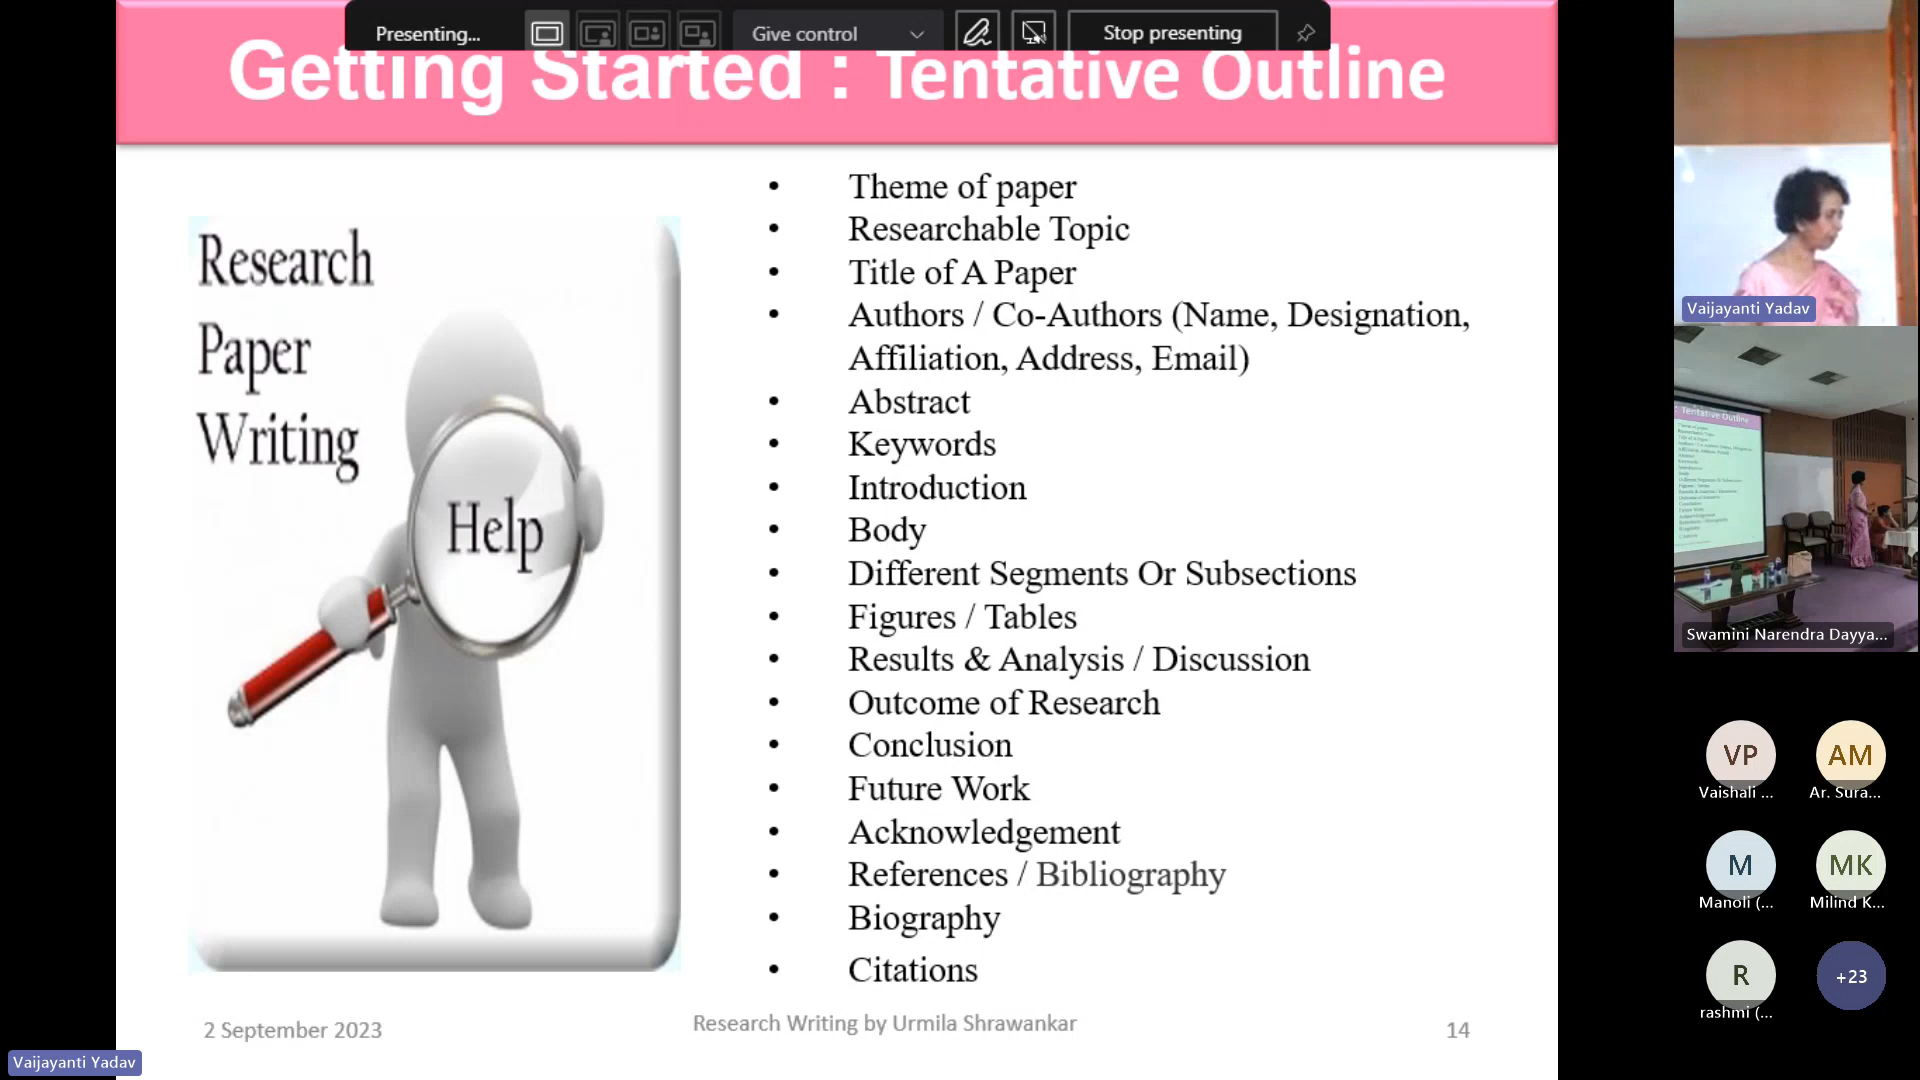 Presenting...
Give control
Stop presenting
Getting Started : Tentative Outline
Research
Paper
Writing
Help
• Theme of paper
• Researchable Topic
• Title of A Paper
• Authors / Co-Authors (Name, Designation,
Affiliation, Address, Email)
• Abstract
• Keywords
• Introduction
• Body
• Different Segments Or Subsections
• Figures / Tables
• Results & Analysis / Discussion
• Outcome of Research
• Conclusion
• Future Work
• Acknowledgement
• References / Bibliography
• Biography
• Citations
2 September 2023
Research Writing by Urmila Shrawankar
14
Vaijayanti Yadav
Vaijayanti Yadav
: Tentative Outline
Swamini Narendra Dayya...
VP
Vaishali ...
AM
Ar. Sura...
M
Manoli (...
MK
Milind K...
R
rashmi (...
+23